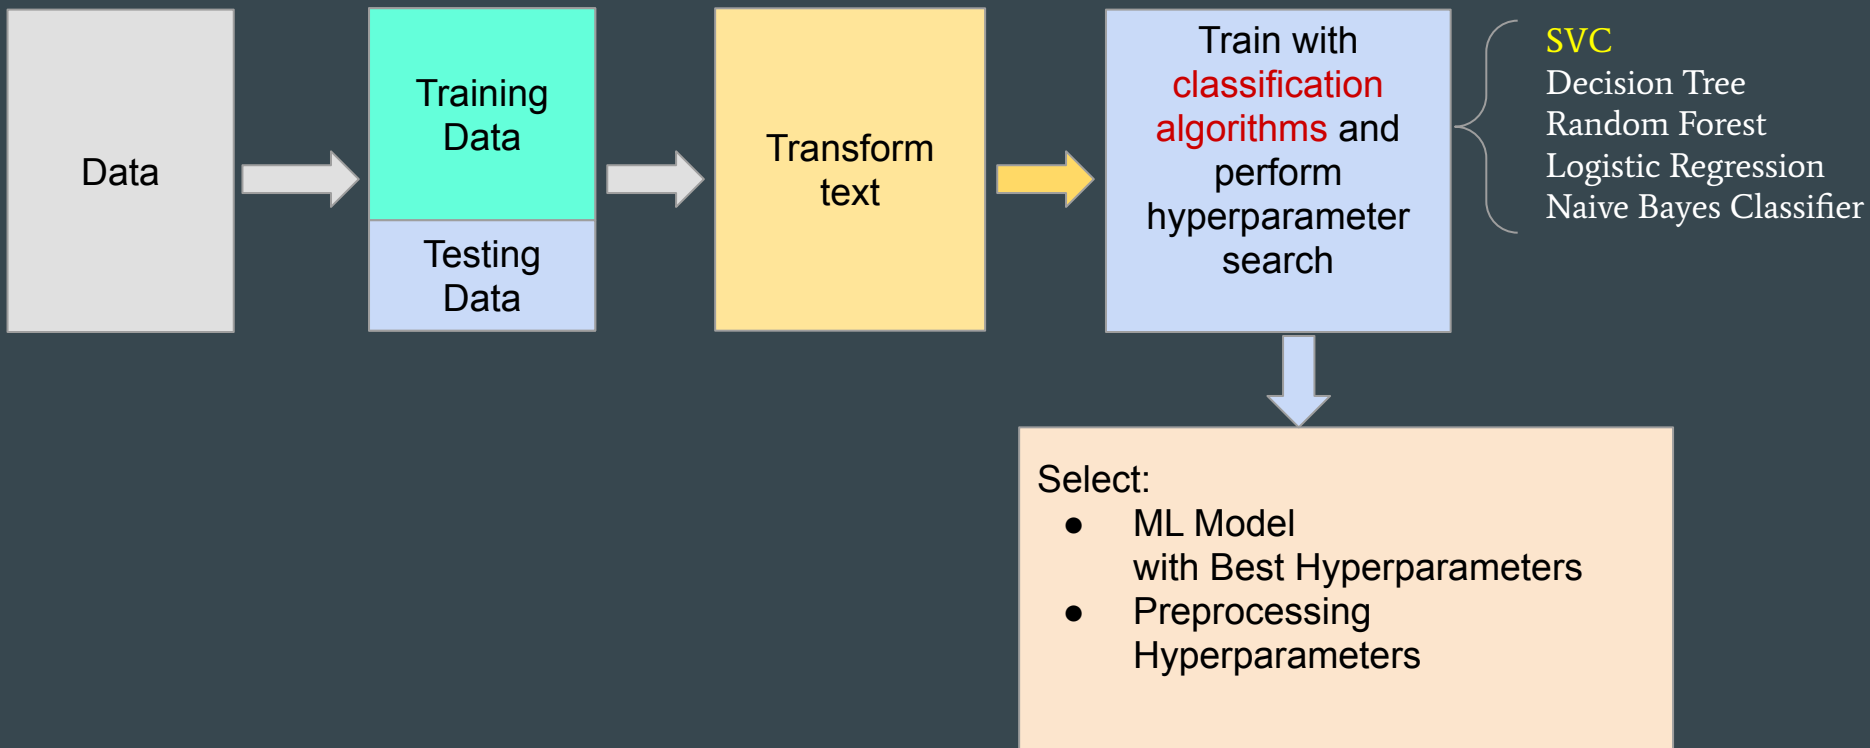 Data
Training
Data
Testing
Data
Transform
text
Train with
classification
algorithms and
perform
hyperparameter
search
SVC
Decision Tree
Random Forest
Logistic Regression
Naive Bayes Classifier
Select:
● ML Model
with Best Hyperparameters
● Preprocessing
Hyperparameters